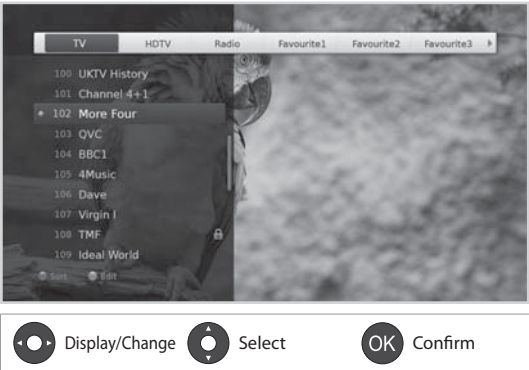 TV HDTV Radio Favourite1 Favourite2 Favourite3
100 UKTV History
101 Channel 4+1
102 More Four
103 QVC
104 BBC1
105 4Music
106 Dave
107 Virgin I
108 TMF
109 Ideal World
Sort Edit
Display/Change Select OK Confirm